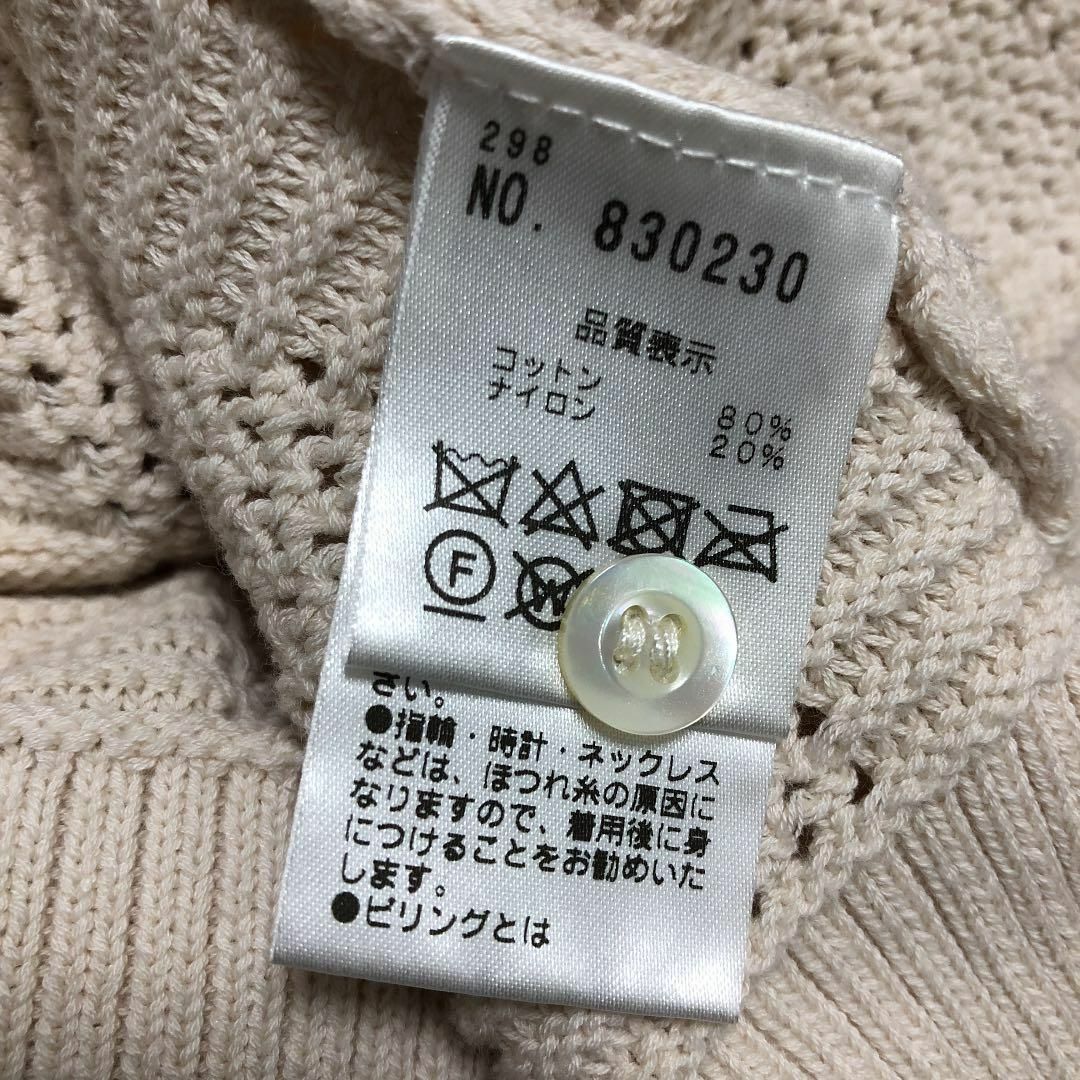 298
NO. 830230
品質表示
コットン 80%
ナイロン 20%
F
W
さい。
●指輪・時計・ネックレス
などは、ほつれ糸の原因に
なりますので、着用後に身
につけることをお勧めいた
します。
●ピリングとは